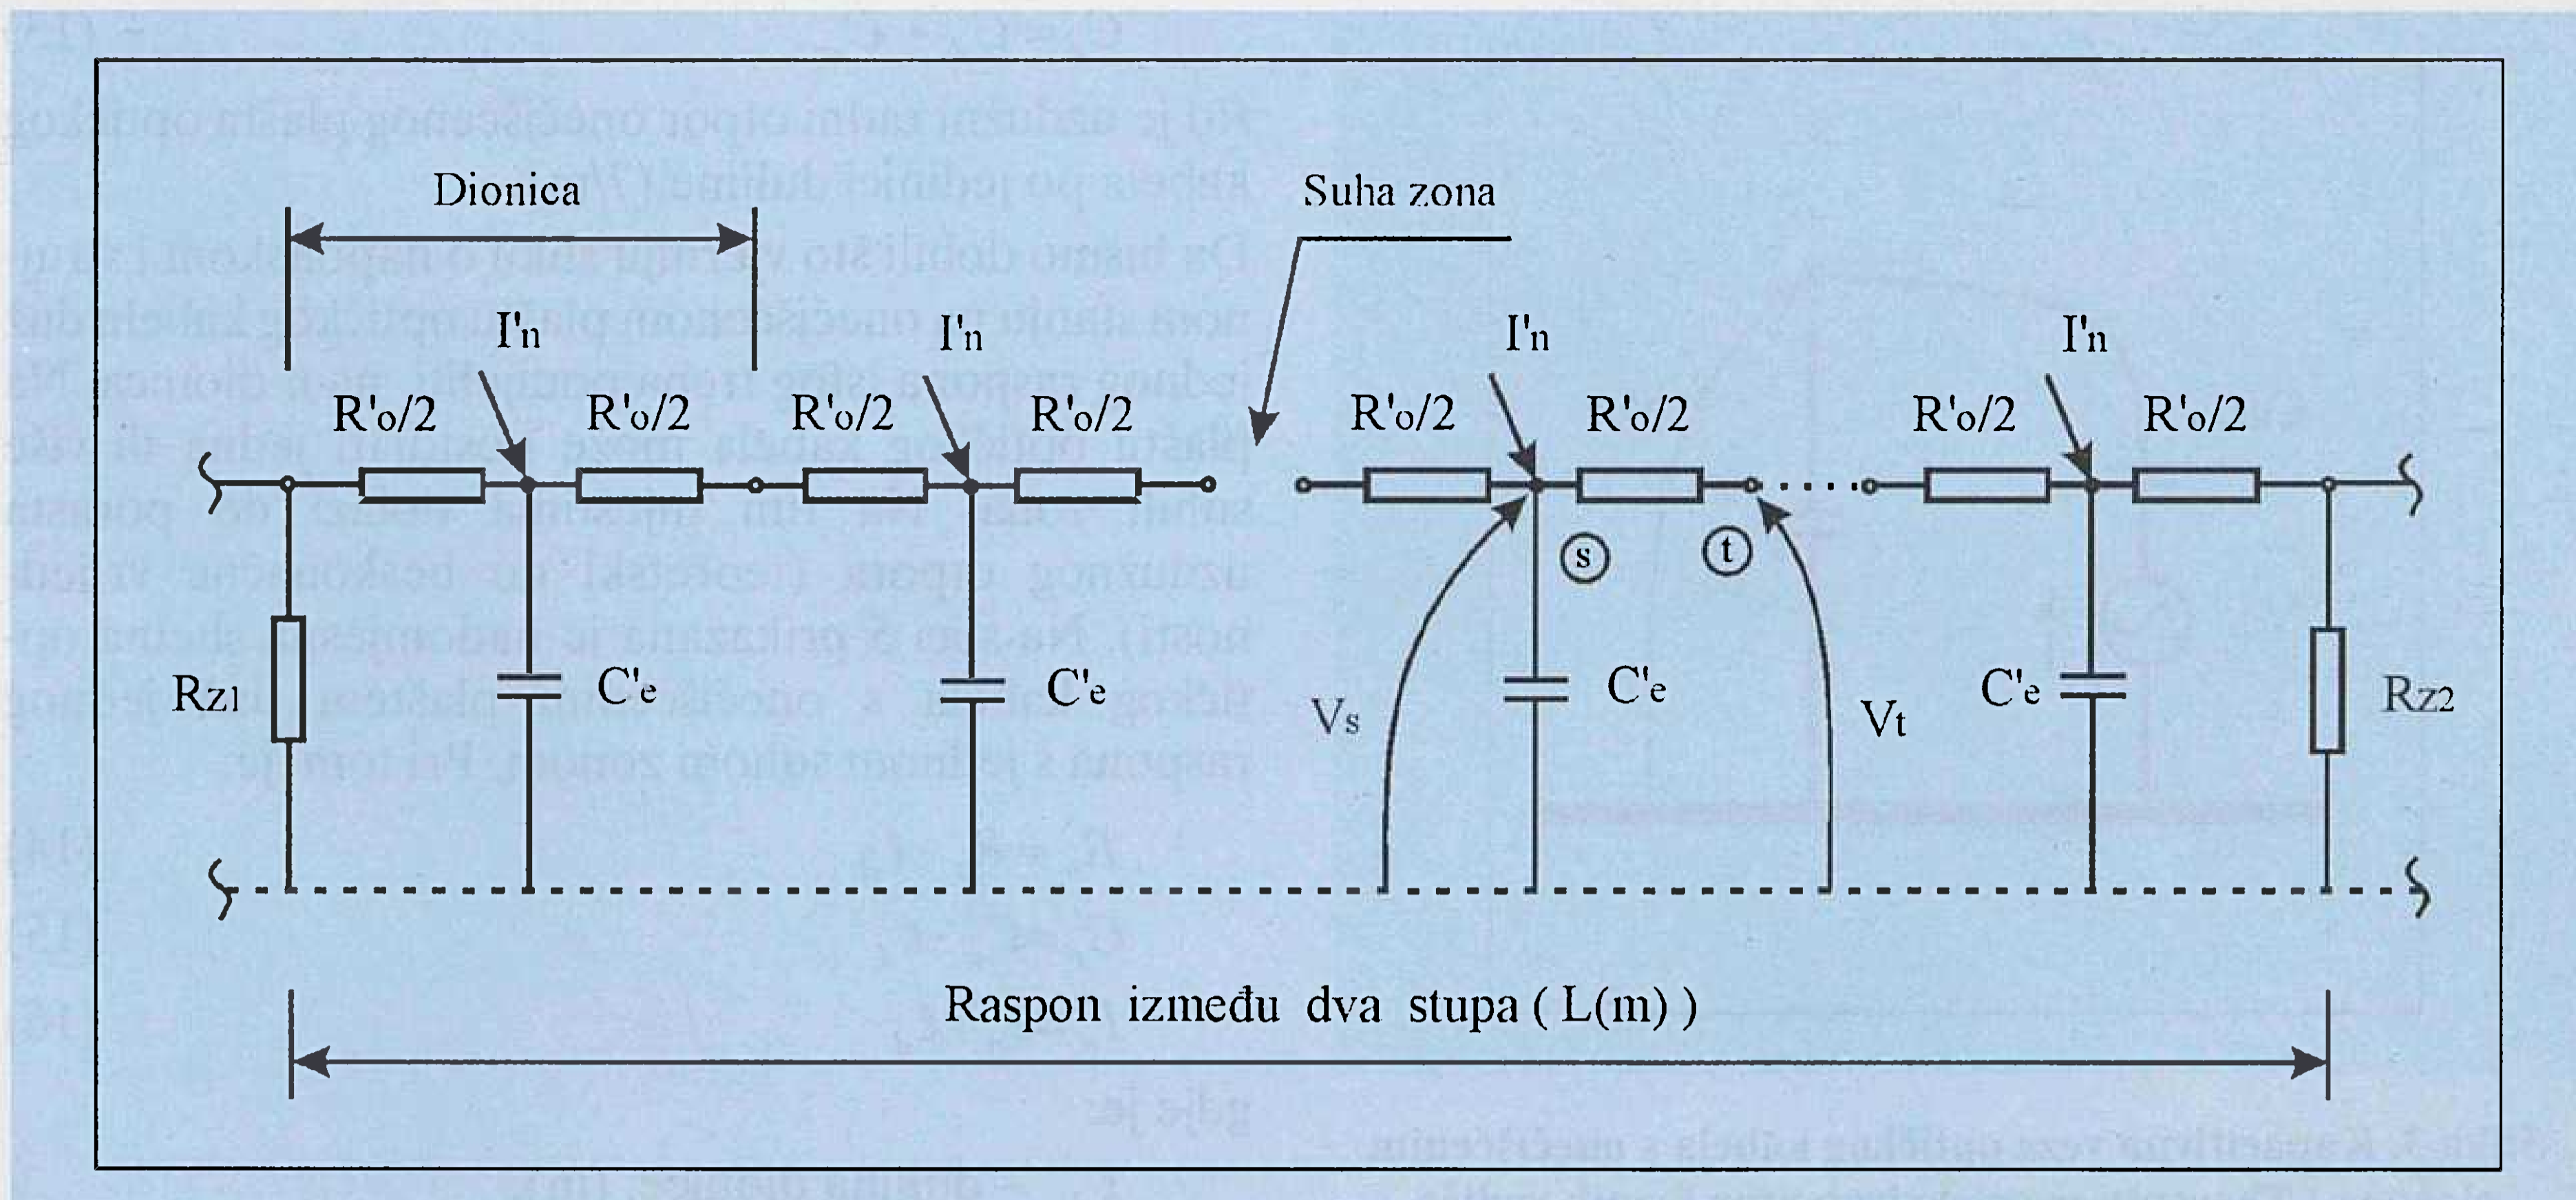 Dionica
Suha zona
I'n
I'n
I'n
I'n
R'o/2
R'o/2
R'o/2
R'o/2
R'o/2
R'o/2
R'o/2
R'o/2
s
t
Rz1
C'e
C'e
Vs
C'e
Vt
C'e
Rz2
Raspon između dva stupa ( L(m) )